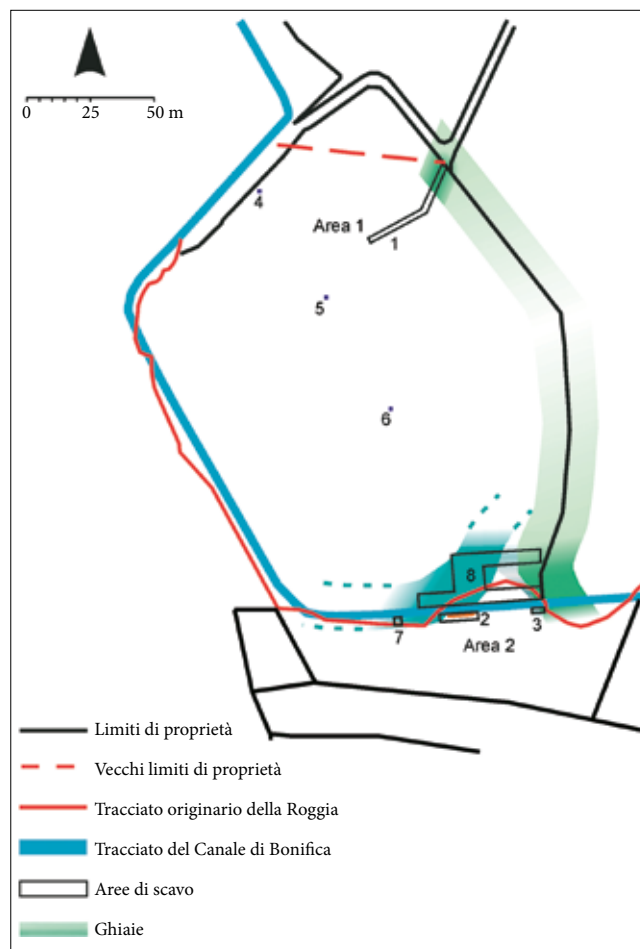 0 25 50 m
4
Area 1
1
5
6
8
7
2
3
Area 2
Limiti di proprietà
Vecchi limiti di proprietà
Tracciato originario della Roggia
Tracciato del Canale di Bonifica
Aree di scavo
Ghiaie